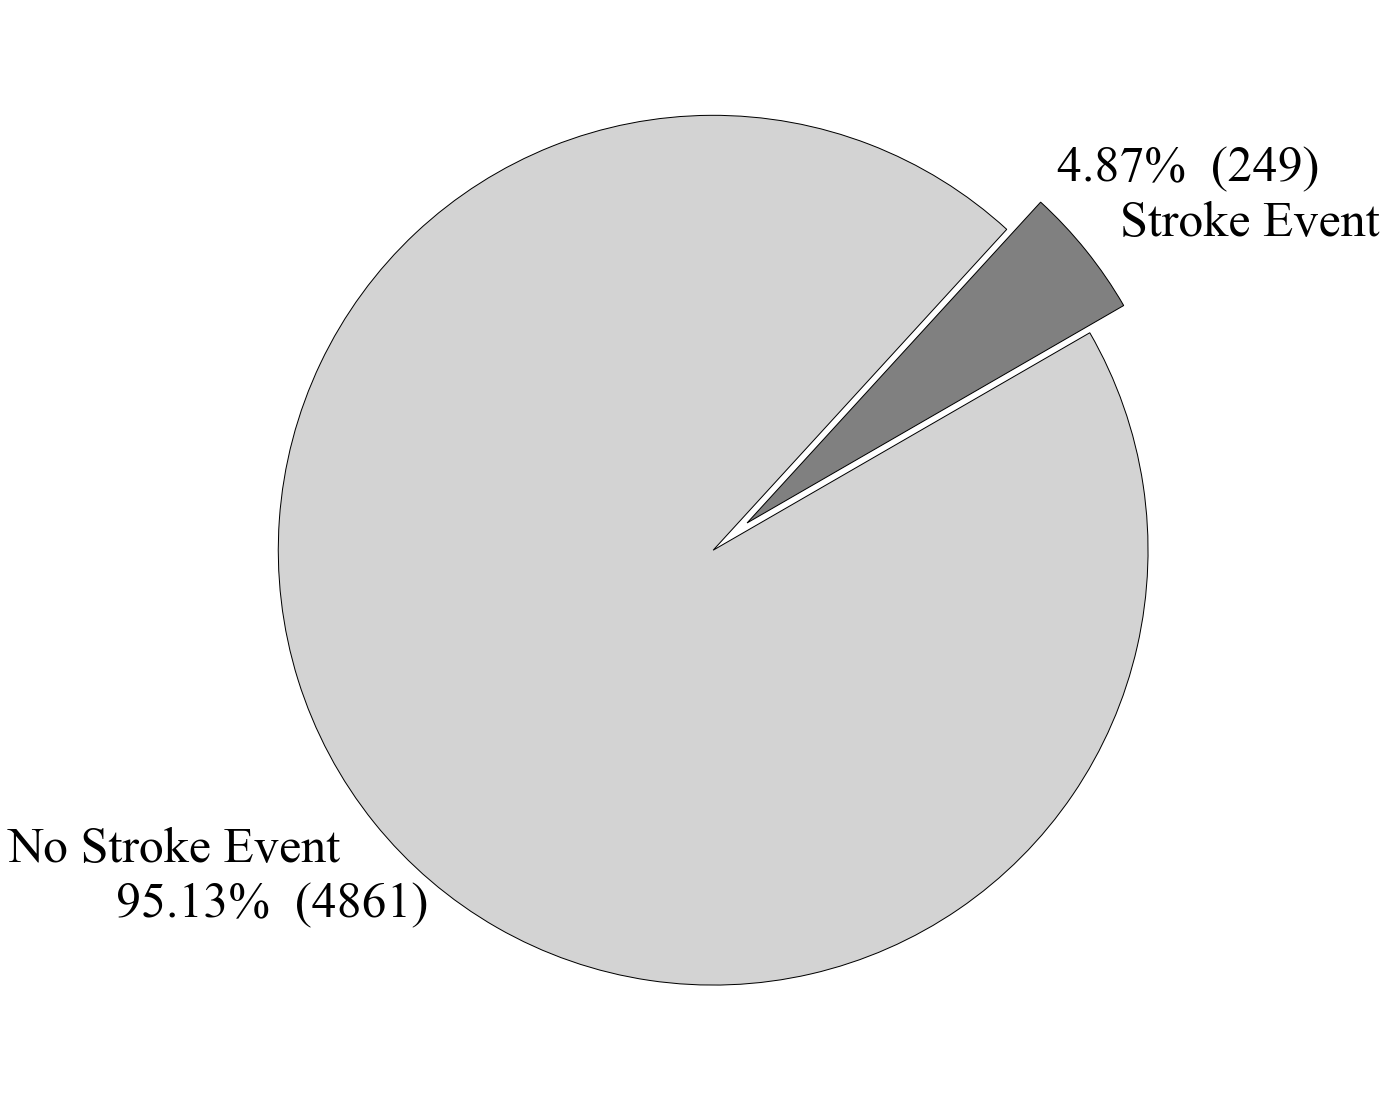 4.87% (249)
Stroke Event
No Stroke Event
95.13% (4861)